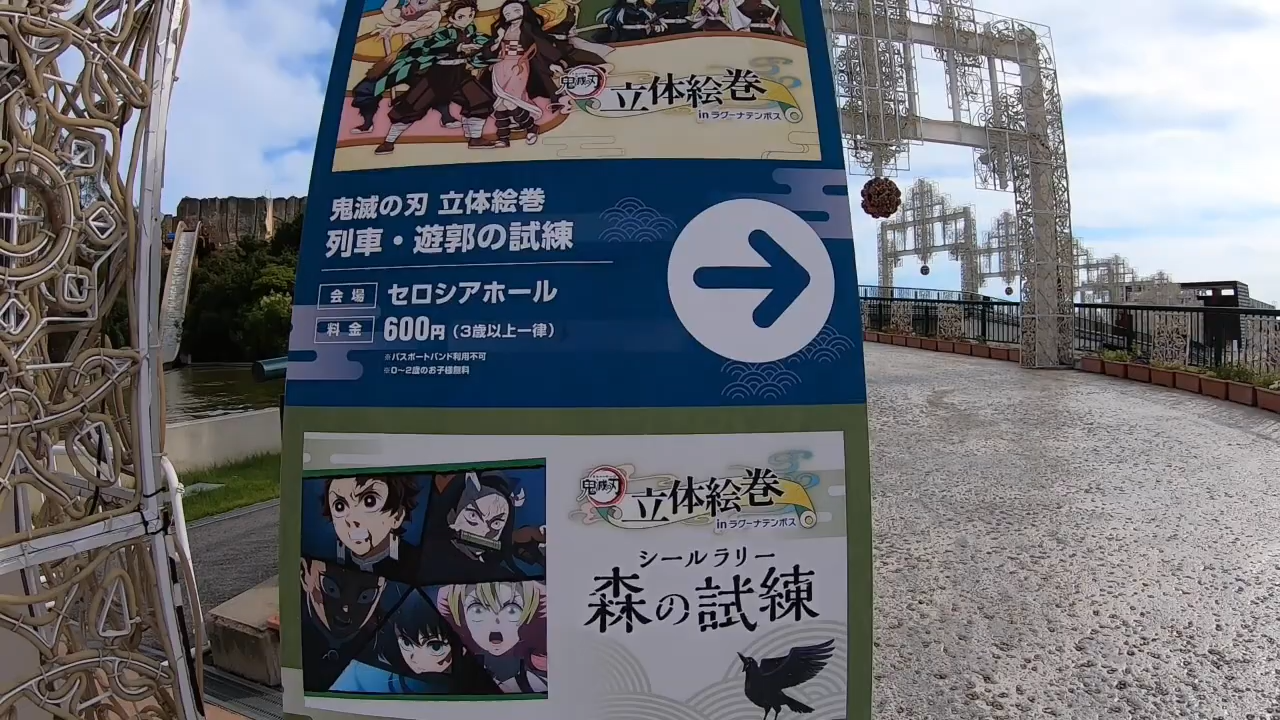 鬼滅の刃
立体絵巻
in ラグーナテンボス
鬼滅の刃 立体絵巻
列車・遊郭の試練
会場 セロシアホール
料金 600円（3歳以上一律）
※パスポートバンド利用不可
※0～2歳のお子様無料
鬼滅の刃
立体絵巻
in ラグーナテンボス
シールラリー
森の試練